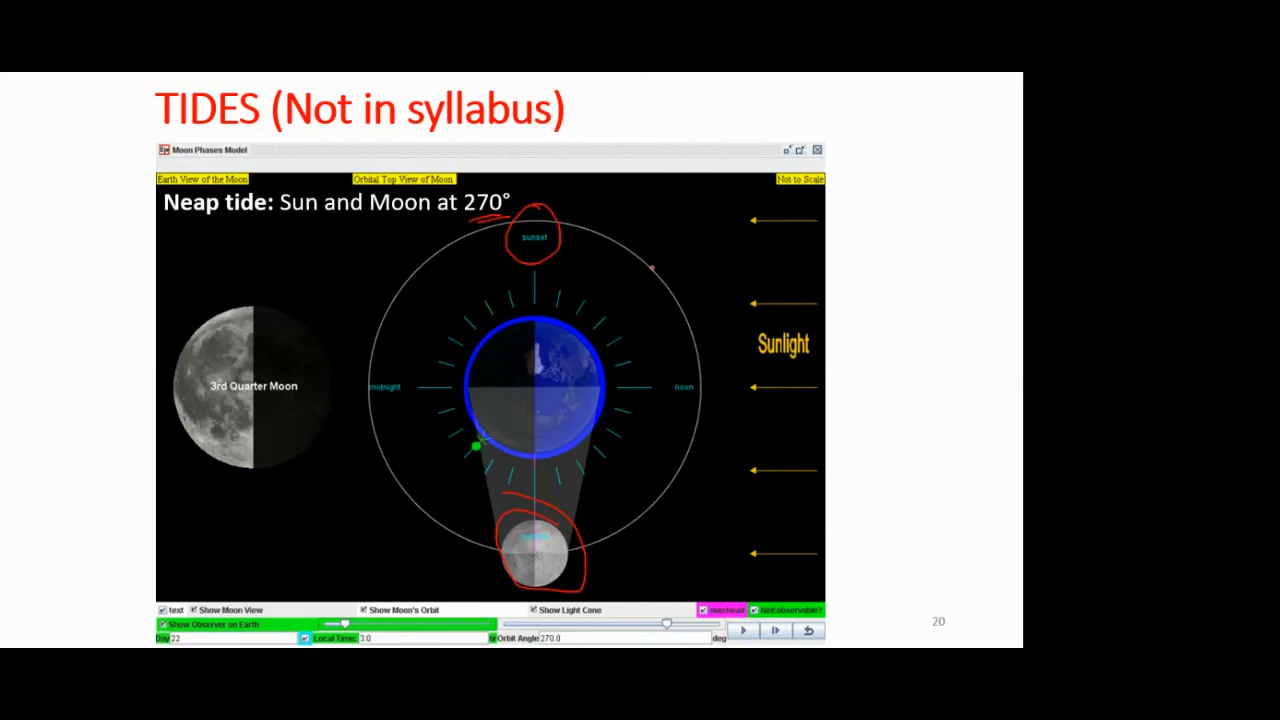 TIDES (Not in syllabus)
Moon Phases Model
Earth View of the Moon
Orbital Top View of Moon
Not to Scale
Neap tide: Sun and Moon at 270°
sunset
Sunlight
3rd Quarter Moon
midnight
noon
text
Show Moon View
Show Moon's Orbit
Show Light Cone
overhead
Show Observer on Earth
Day 22
Local Time: 3.0
hr Orbit Angle 270.0
deg
20